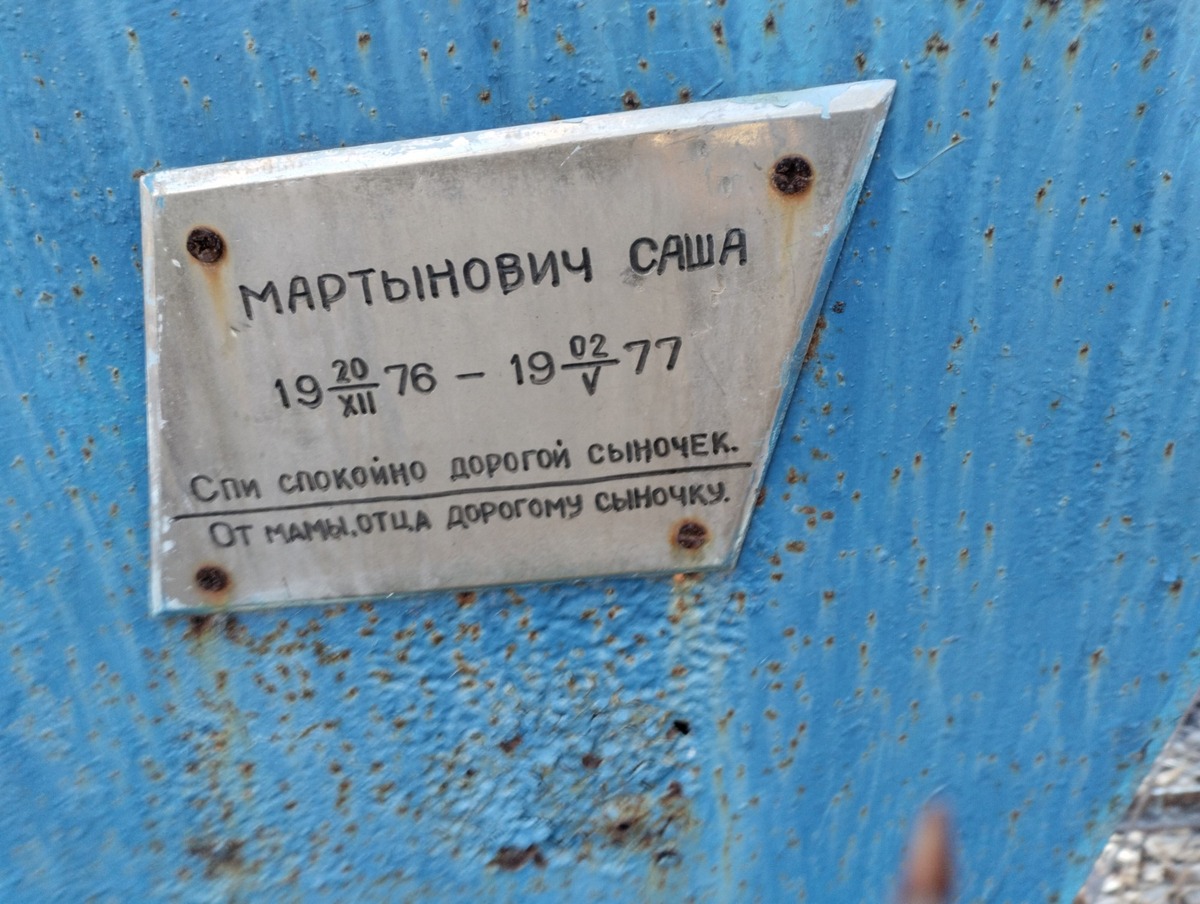 МАРТЫНОВИЧ САША
19 20/XII 76 – 19 02/V 77
Спи спокойно дорогой сыночек.
От мамы, отца дорогому сыночку.